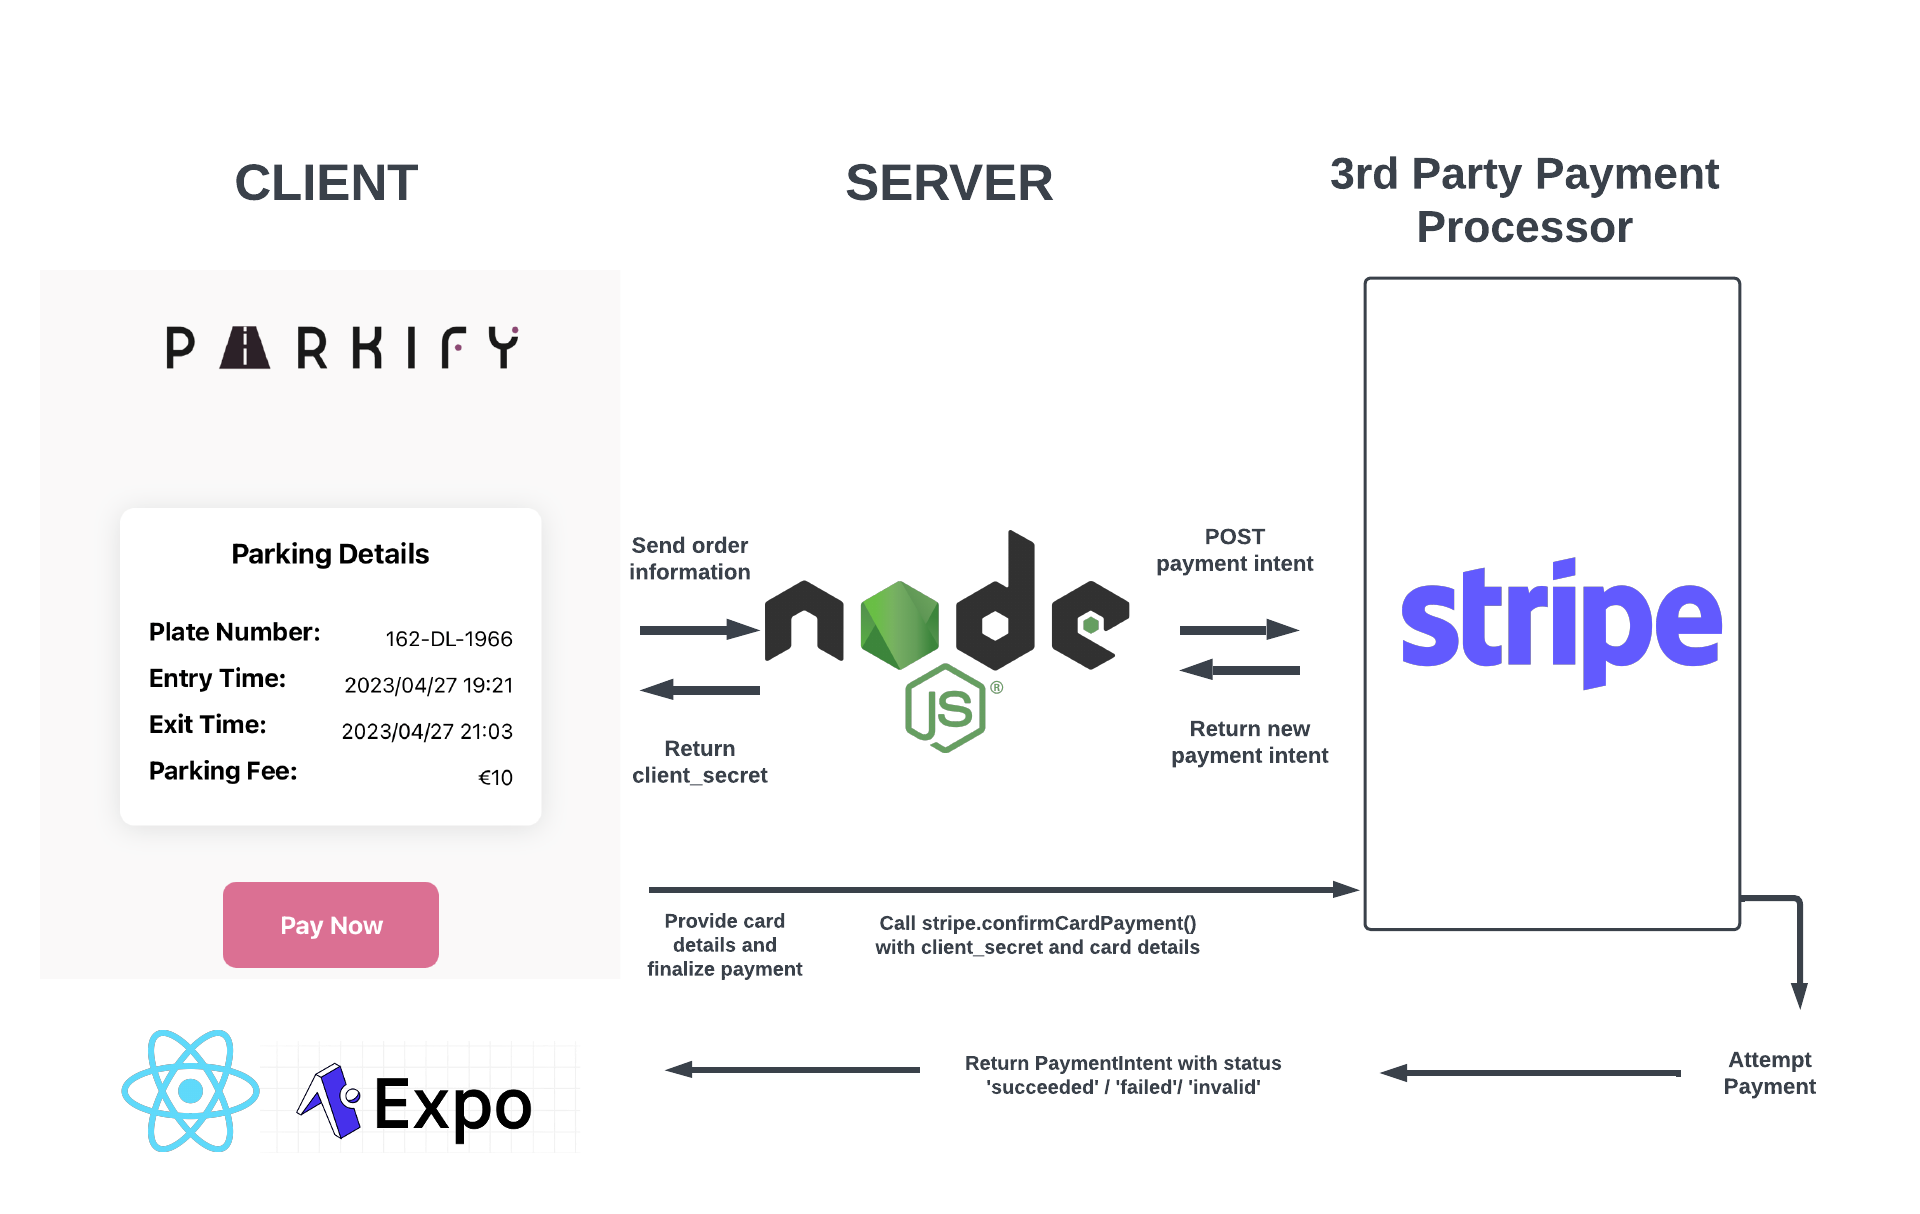 CLIENT
SERVER
3rd Party Payment
Processor
PARKIFY
Parking Details
Plate Number: 162-DL-1966
Entry Time: 2023/04/27 19:21
Exit Time: 2023/04/27 21:03
Parking Fee: €10
Pay Now
Send order
information
Return
client_secret
node
JS®
POST
payment intent
Return new
payment intent
stripe
Provide card
details and
finalize payment
Call stripe.confirmCardPayment()
with client_secret and card details
Attempt
Payment
Return PaymentIntent with status
'succeeded' / 'failed'/ 'invalid'
Expo